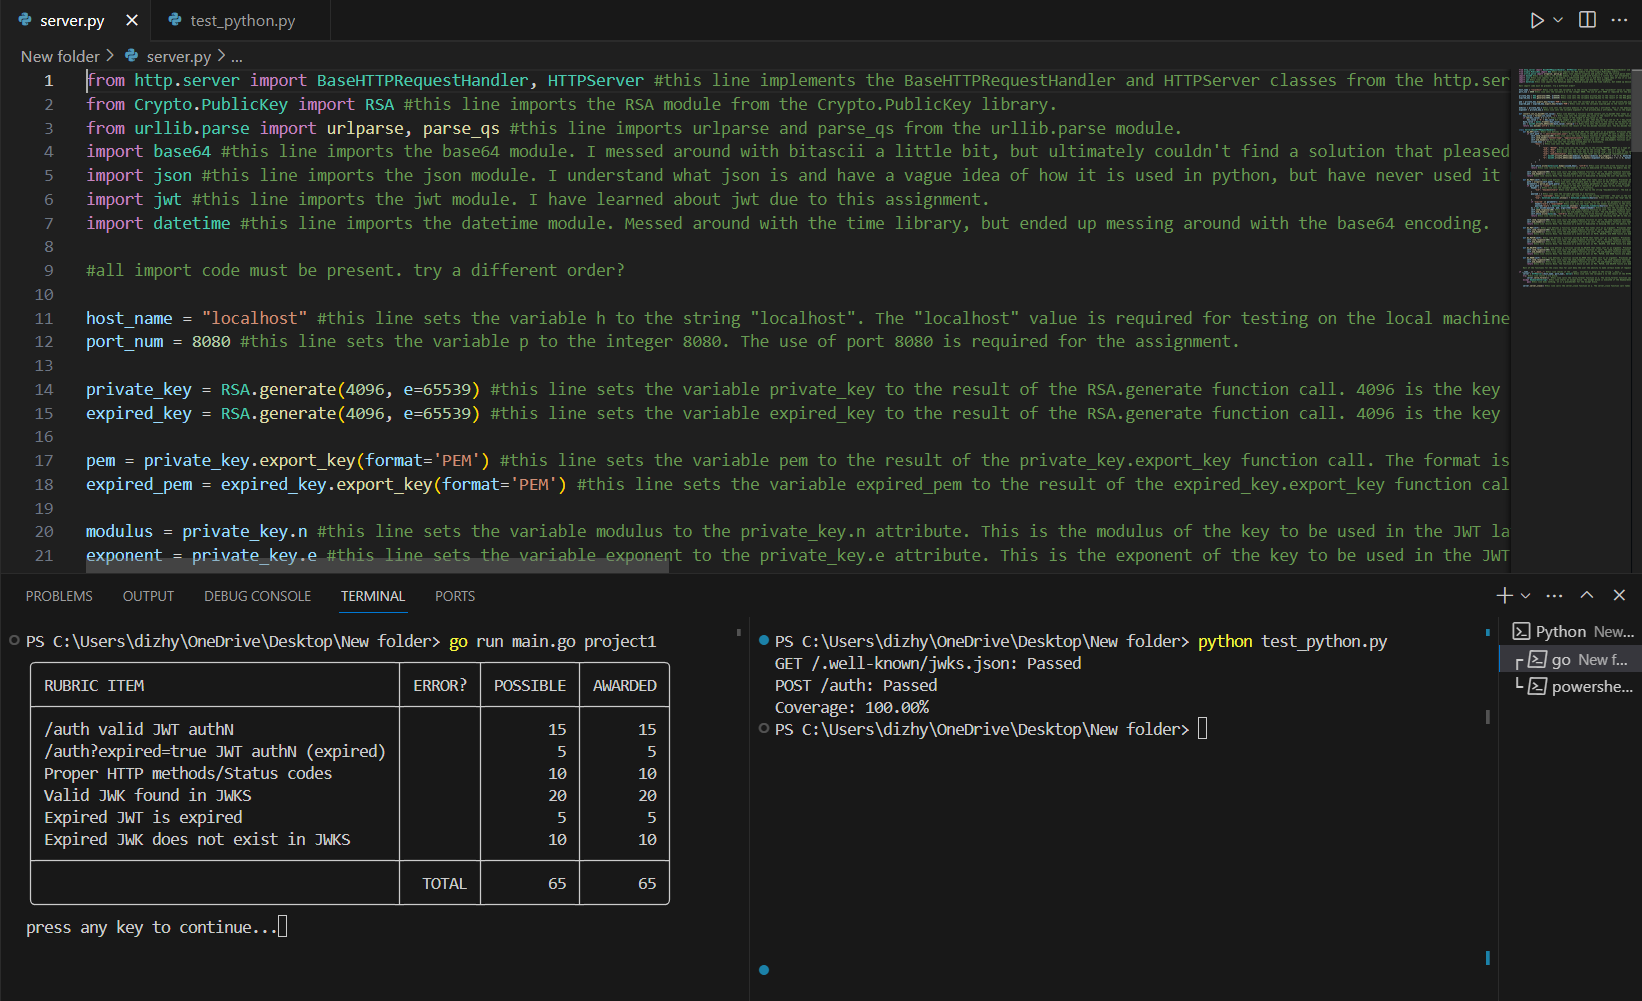 server.py test_python.py
New folder > server.py > ...
1 from http.server import BaseHTTPRequestHandler, HTTPServer #this line implements the BaseHTTPRequestHandler and HTTPServer classes from the http.ser
2 from Crypto.PublicKey import RSA #this line imports the RSA module from the Crypto.PublicKey library.
3 from urllib.parse import urlparse, parse_qs #this line imports urlparse and parse_qs from the urllib.parse module.
4 import base64 #this line imports the base64 module. I messed around with bitascii a little bit, but ultimately couldn't find a solution that pleased
5 import json #this line imports the json module. I understand what json is and have a vague idea of how it is used in python, but have never used it
6 import jwt #this line imports the jwt module. I have learned about jwt due to this assignment.
7 import datetime #this line imports the datetime module. Messed around with the time library, but ended up messing around with the base64 encoding.
8
9 #all import code must be present. try a different order?
10
11 host_name = "localhost" #this line sets the variable h to the string "localhost". The "localhost" value is required for testing on the local machine
12 port_num = 8080 #this line sets the variable p to the integer 8080. The use of port 8080 is required for the assignment.
13
14 private_key = RSA.generate(4096, e=65539) #this line sets the variable private_key to the result of the RSA.generate function call. 4096 is the key
15 expired_key = RSA.generate(4096, e=65539) #this line sets the variable expired_key to the result of the RSA.generate function call. 4096 is the key
16
17 pem = private_key.export_key(format='PEM') #this line sets the variable pem to the result of the private_key.export_key function call. The format is
18 expired_pem = expired_key.export_key(format='PEM') #this line sets the variable expired_pem to the result of the expired_key.export_key function cal
19
20 modulus = private_key.n #this line sets the variable modulus to the private_key.n attribute. This is the modulus of the key to be used in the JWT la
21 exponent = private_key.e #this line sets the variable exponent to the private_key.e attribute. This is the exponent of the key to be used in the JWT
PROBLEMS OUTPUT DEBUG CONSOLE TERMINAL PORTS
PS C:\Users\dizhy\OneDrive\Desktop\New folder> go run main.go project1
RUBRIC ITEM ERROR? POSSIBLE AWARDED
/auth valid JWT authN 15 15
/auth?expired=true JWT authN (expired) 5 5
Proper HTTP methods/Status codes 10 10
Valid JWK found in JWKS 20 20
Expired JWT is expired 5 5
Expired JWK does not exist in JWKS 10 10
TOTAL 65 65
press any key to continue...
PS C:\Users\dizhy\OneDrive\Desktop\New folder> python test_python.py
GET /.well-known/jwks.json: Passed
POST /auth: Passed
Coverage: 100.00%
PS C:\Users\dizhy\OneDrive\Desktop\New folder>
Python New...
go New f...
powershe...